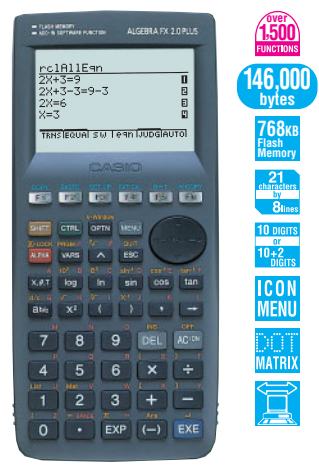 FLASH MEMORY
ADD-IN SOFTWARE FUNCTION
ALGEBRA FX 2.0 PLUS
rclAllEqn
2X+3=9 1
2X+3-3=9-3 2
2X=6 3
X=3 4
TRNS EQUA sw eqn JUDG AUTO
CASIO
F1 F2 F3 F4 F5 F6
SHIFT CTRL OPTN MENU
ALPHA VARS ^ ESC
X,θ,T log ln sin cos tan
x² ( ) , →
7 8 9 DEL AC/ON
4 5 6 × ÷
1 2 3 + −
0 . EXP (−) EXE
over
1,500
FUNCTIONS
146,000
bytes
768KB
Flash
Memory
21
characters
by
8lines
10 DIGITS
or
10+2
DIGITS
ICON
MENU
DOT
MATRIX